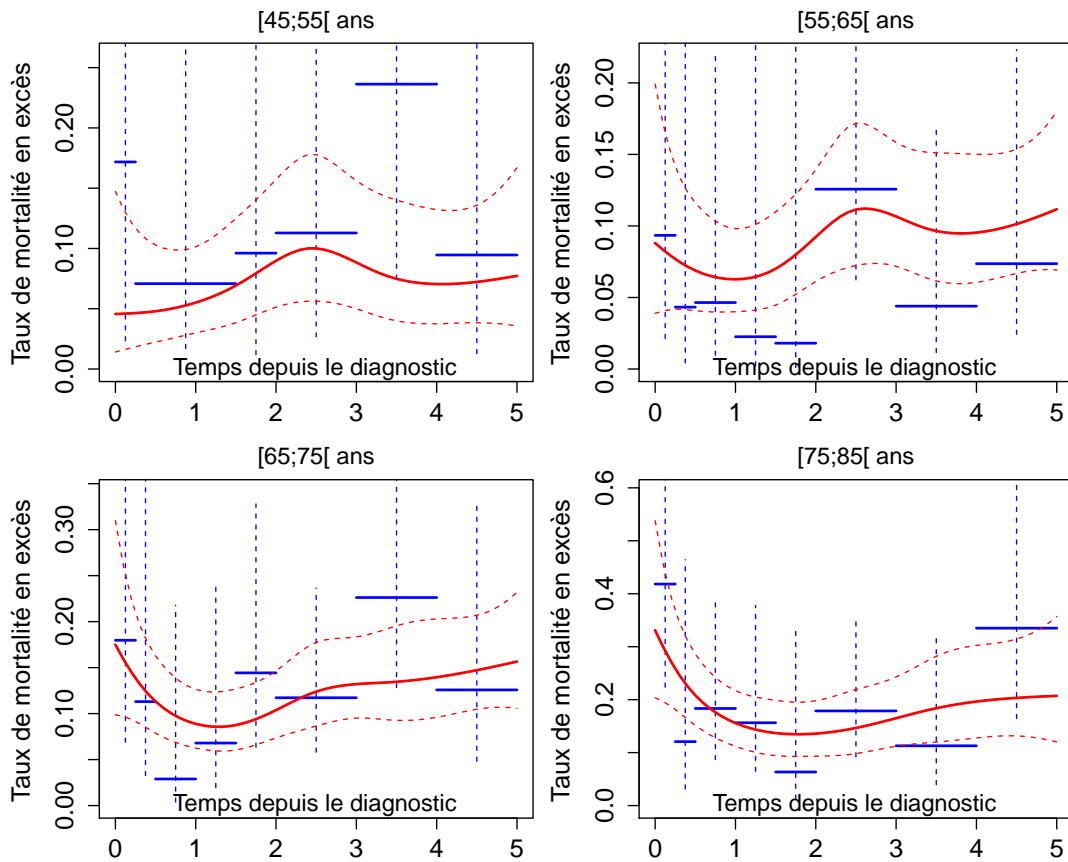 [45;55[ ans
Taux de mortalité en excès
0.00 0.10 0.20
Temps depuis le diagnostic
0 1 2 3 4 5
[55;65[ ans
Taux de mortalité en excès
0.00 0.05 0.10 0.15 0.20
Temps depuis le diagnostic
0 1 2 3 4 5
[65;75[ ans
Taux de mortalité en excès
0.00 0.10 0.20 0.30
Temps depuis le diagnostic
0 1 2 3 4 5
[75;85[ ans
Taux de mortalité en excès
0.0 0.2 0.4 0.6
Temps depuis le diagnostic
0 1 2 3 4 5